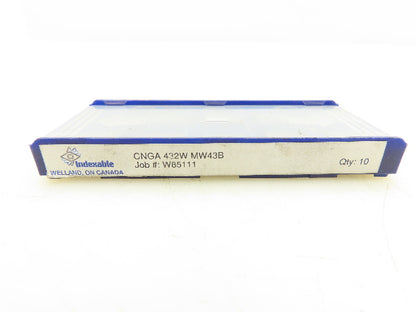 CNGA 432W MW43B
Job #: W85111
Qty: 10
Indexable
WELLAND, ON CANADA